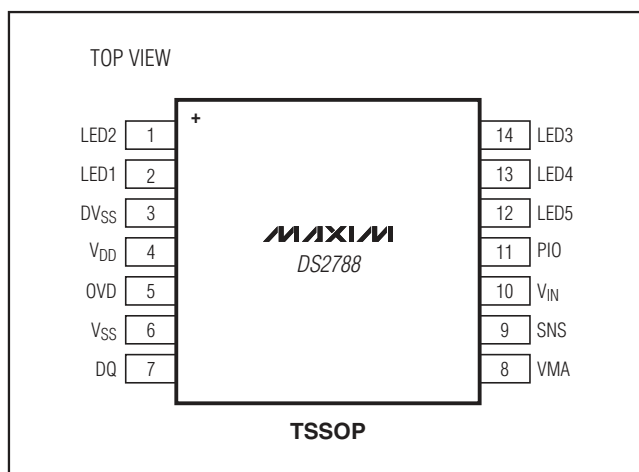 TOP VIEW
+
LED2 1 14 LED3
LED1 2 13 LED4
DVSS 3 12 LED5
VDD 4 11 PIO
OVD 5 10 VIN
VSS 6 9 SNS
DQ 7 8 VMA
MAXIM
DS2788
TSSOP